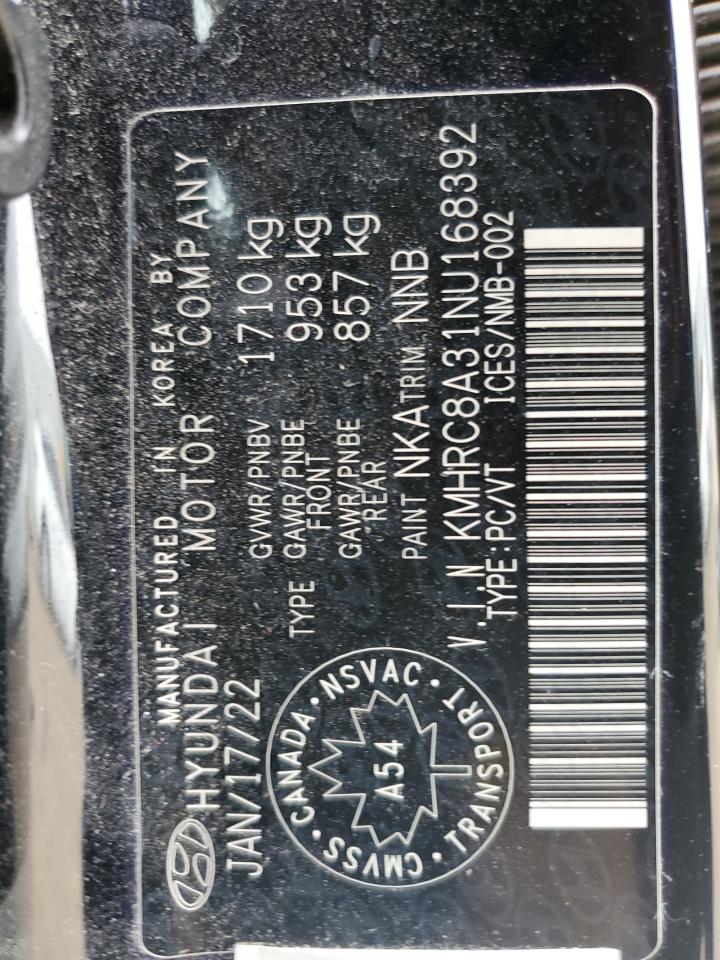 MANUFACTURED IN KOREA BY
HYUNDAI MOTOR COMPANY
JAN/17/22 GVWR/PNBV 1710 kg
TYPE GAWR/PNBE FRONT 953 kg
GAWR/PNBE REAR 857 kg
PAINT NKA TRIM NNB
V.I.N KMHRC8A31NU168392
TYPE:PC/VT ICES/NMB-002
CANADA · NSVAC · TRANSPORT · CMVSS ·
A54